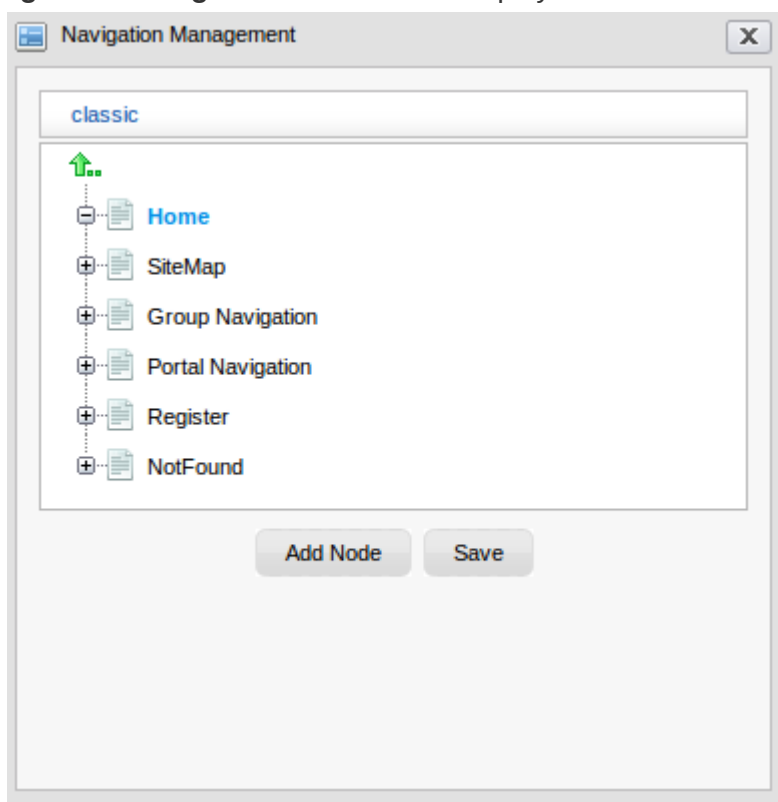 Navigation Management
classic
Home
SiteMap
Group Navigation
Portal Navigation
Register
NotFound
Add Node
Save